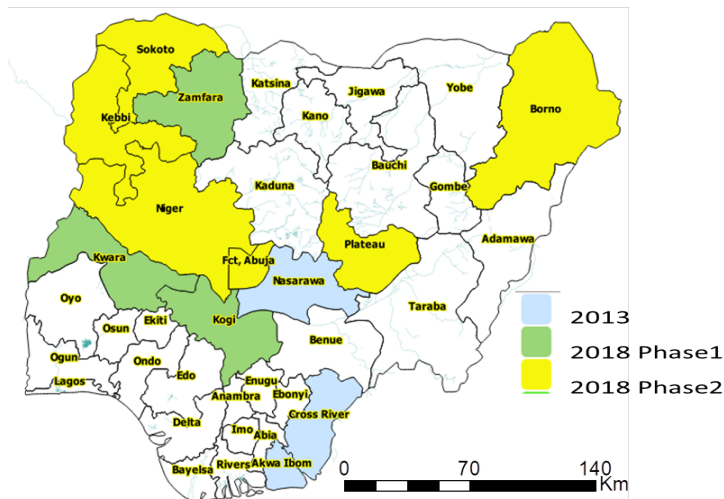 Sokoto
Zamfara
Kebbi
Katsina
Kano
Jigawa
Yobe
Borno
Kaduna
Bauchi
Gombe
Niger
Adamawa
Kwara
Fct, Abuja
Plateau
Nasarawa
Taraba
Oyo
Osun
Ekiti
Kogi
Benue
Ogun
Ondo
Edo
Lagos
Enugu
Anambra
Ebonyi
Cross River
Delta
Imo
Abia
Bayelsa
Rivers
Akwa Ibom
2013
2018 Phase1
2018 Phase2
0 70 140
Km